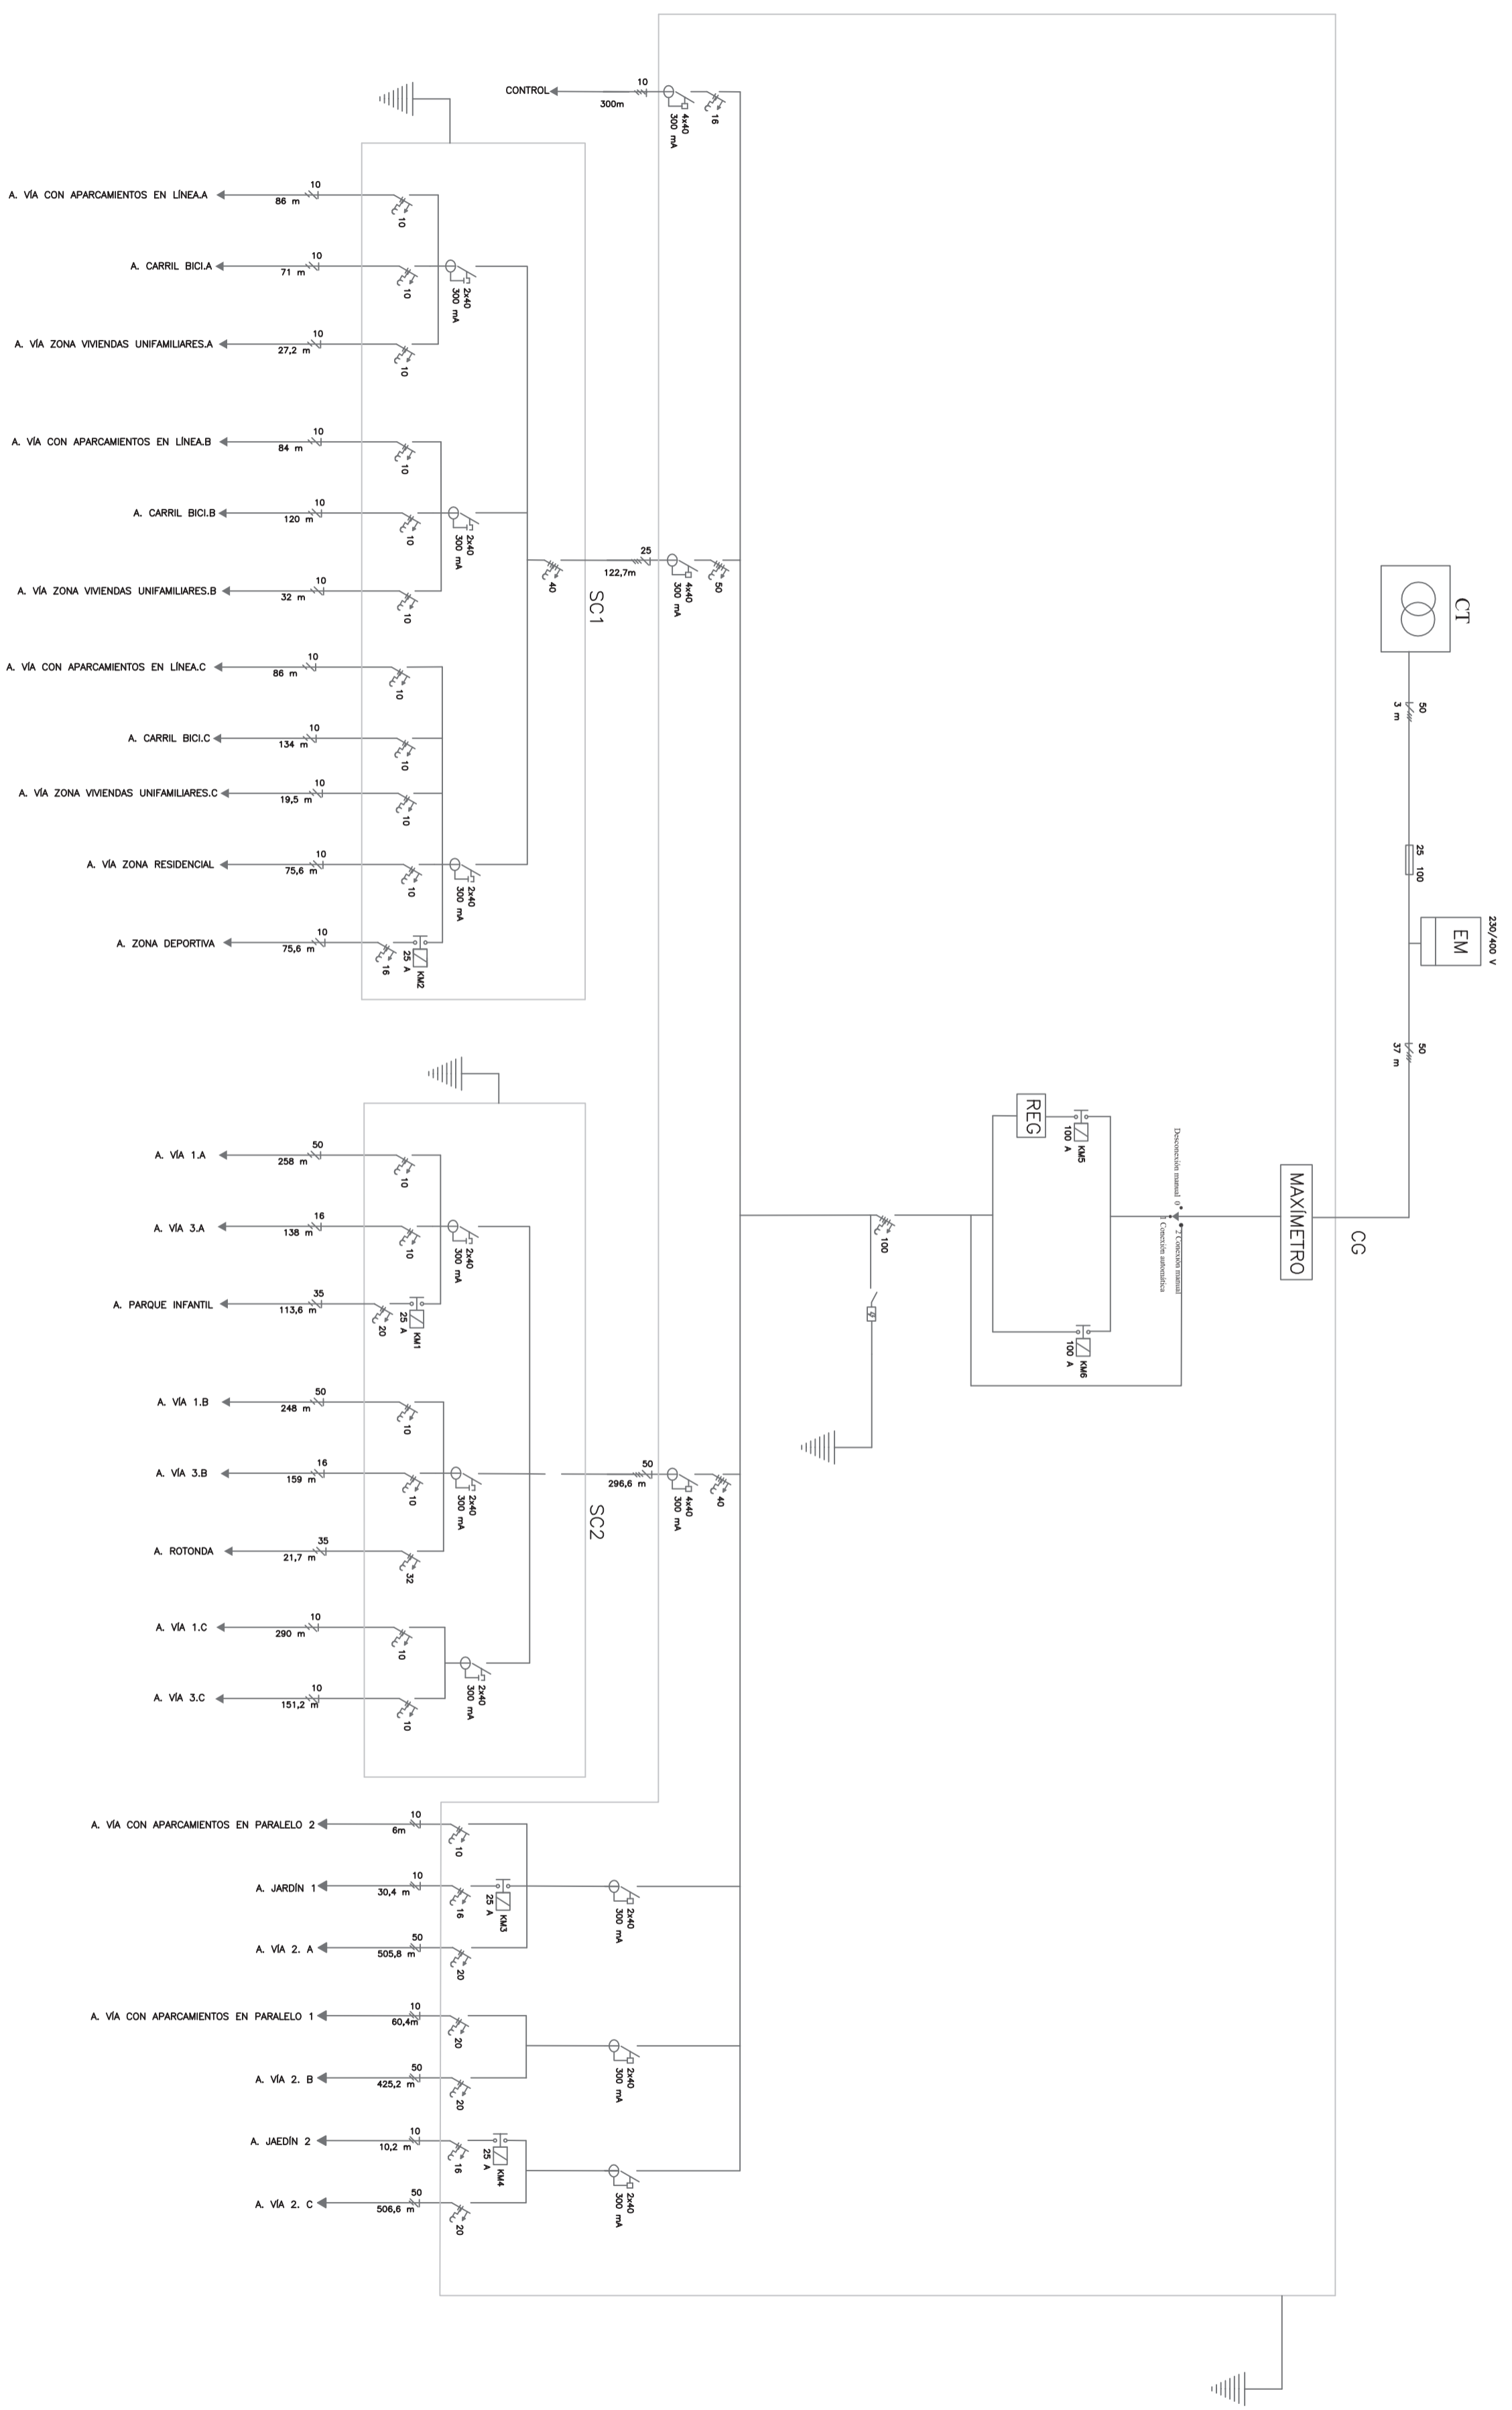 CONTROL
10
300m
4x40
300 mA
16
A. VÍA CON APARCAMIENTOS EN LÍNEA.A
10
86 m
10
A. CARRIL BICI.A
10
71 m
10
2x40
300 mA
A. VÍA ZONA VIVIENDAS UNIFAMILIARES.A
10
27,2 m
10
A. VÍA CON APARCAMIENTOS EN LÍNEA.B
10
84 m
10
A. CARRIL BICI.B
10
120 m
10
2x40
300 mA
A. VÍA ZONA VIVIENDAS UNIFAMILIARES.B
10
32 m
10
40
25
122,7m
4x40
300 mA
50
SC1
A. VÍA CON APARCAMIENTOS EN LÍNEA.C
10
86 m
10
A. CARRIL BICI.C
10
134 m
10
A. VÍA ZONA VIVIENDAS UNIFAMILIARES.C
10
19,5 m
10
A. VÍA ZONA RESIDENCIAL
10
75,6 m
10
2x40
300 mA
A. ZONA DEPORTIVA
10
75,6 m
16
KM2
25 A
CT
50
3 m
25
100
230/400 V
EM
50
37 m
CG
MAXÍMETRO
Desconexión manual 0
1 Conexión automática
2 Conexión manual
REG
KM5
100 A
KM6
100 A
100
A. VÍA 1.A
50
258 m
10
A. VÍA 3.A
16
138 m
10
2x40
300 mA
A. PARQUE INFANTIL
35
113,6 m
20
KM1
25 A
A. VÍA 1.B
50
248 m
10
A. VÍA 3.B
16
159 m
10
2x40
300 mA
50
296,6 m
4x40
300 mA
40
SC2
A. ROTONDA
35
21,7 m
32
A. VÍA 1.C
10
290 m
10
2x40
300 mA
A. VÍA 3.C
10
151,2 m
10
A. VÍA CON APARCAMIENTOS EN PARALELO 2
10
6m
10
A. JARDÍN 1
10
30,4 m
16
KM3
25 A
2x40
300 mA
A. VÍA 2. A
50
505,8 m
20
A. VÍA CON APARCAMIENTOS EN PARALELO 1
10
60,4m
20
2x40
300 mA
A. VÍA 2. B
50
425,2 m
20
A. JAEDÍN 2
10
10,2 m
16
KM4
25 A
2x40
300 mA
A. VÍA 2. C
50
506,6 m
20